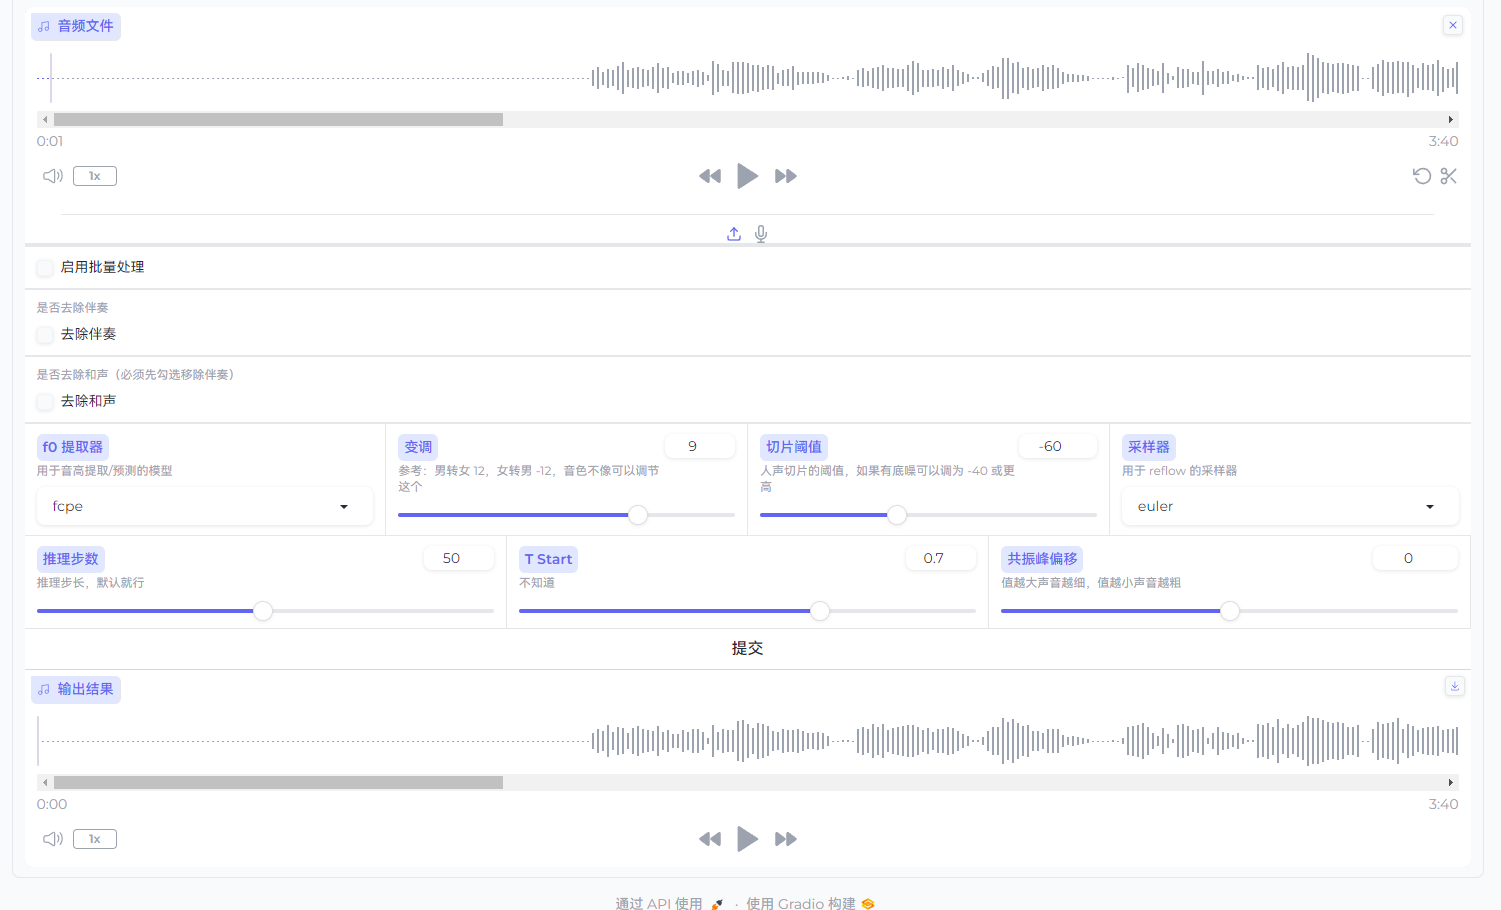 音频文件
0:01
3:40
1x
启用批量处理
是否去除伴奏
去除伴奏
是否去除和声（必须先勾选移除伴奏）
去除和声
f0 提取器
用于音高提取/预测的模型
fcpe
变调
9
参考：男转女 12，女转男 -12，音色不像可以调节
这个
切片阈值
-60
人声切片的阈值，如果有底噪可以调为 -40 或更
高
采样器
用于 reflow 的采样器
euler
推理步数
50
推理步长，默认就行
T Start
0.7
不知道
共振峰偏移
0
值越大声音越细，值越小声音越粗
提交
输出结果
0:00
3:40
1x
通过 API 使用 · 使用 Gradio 构建